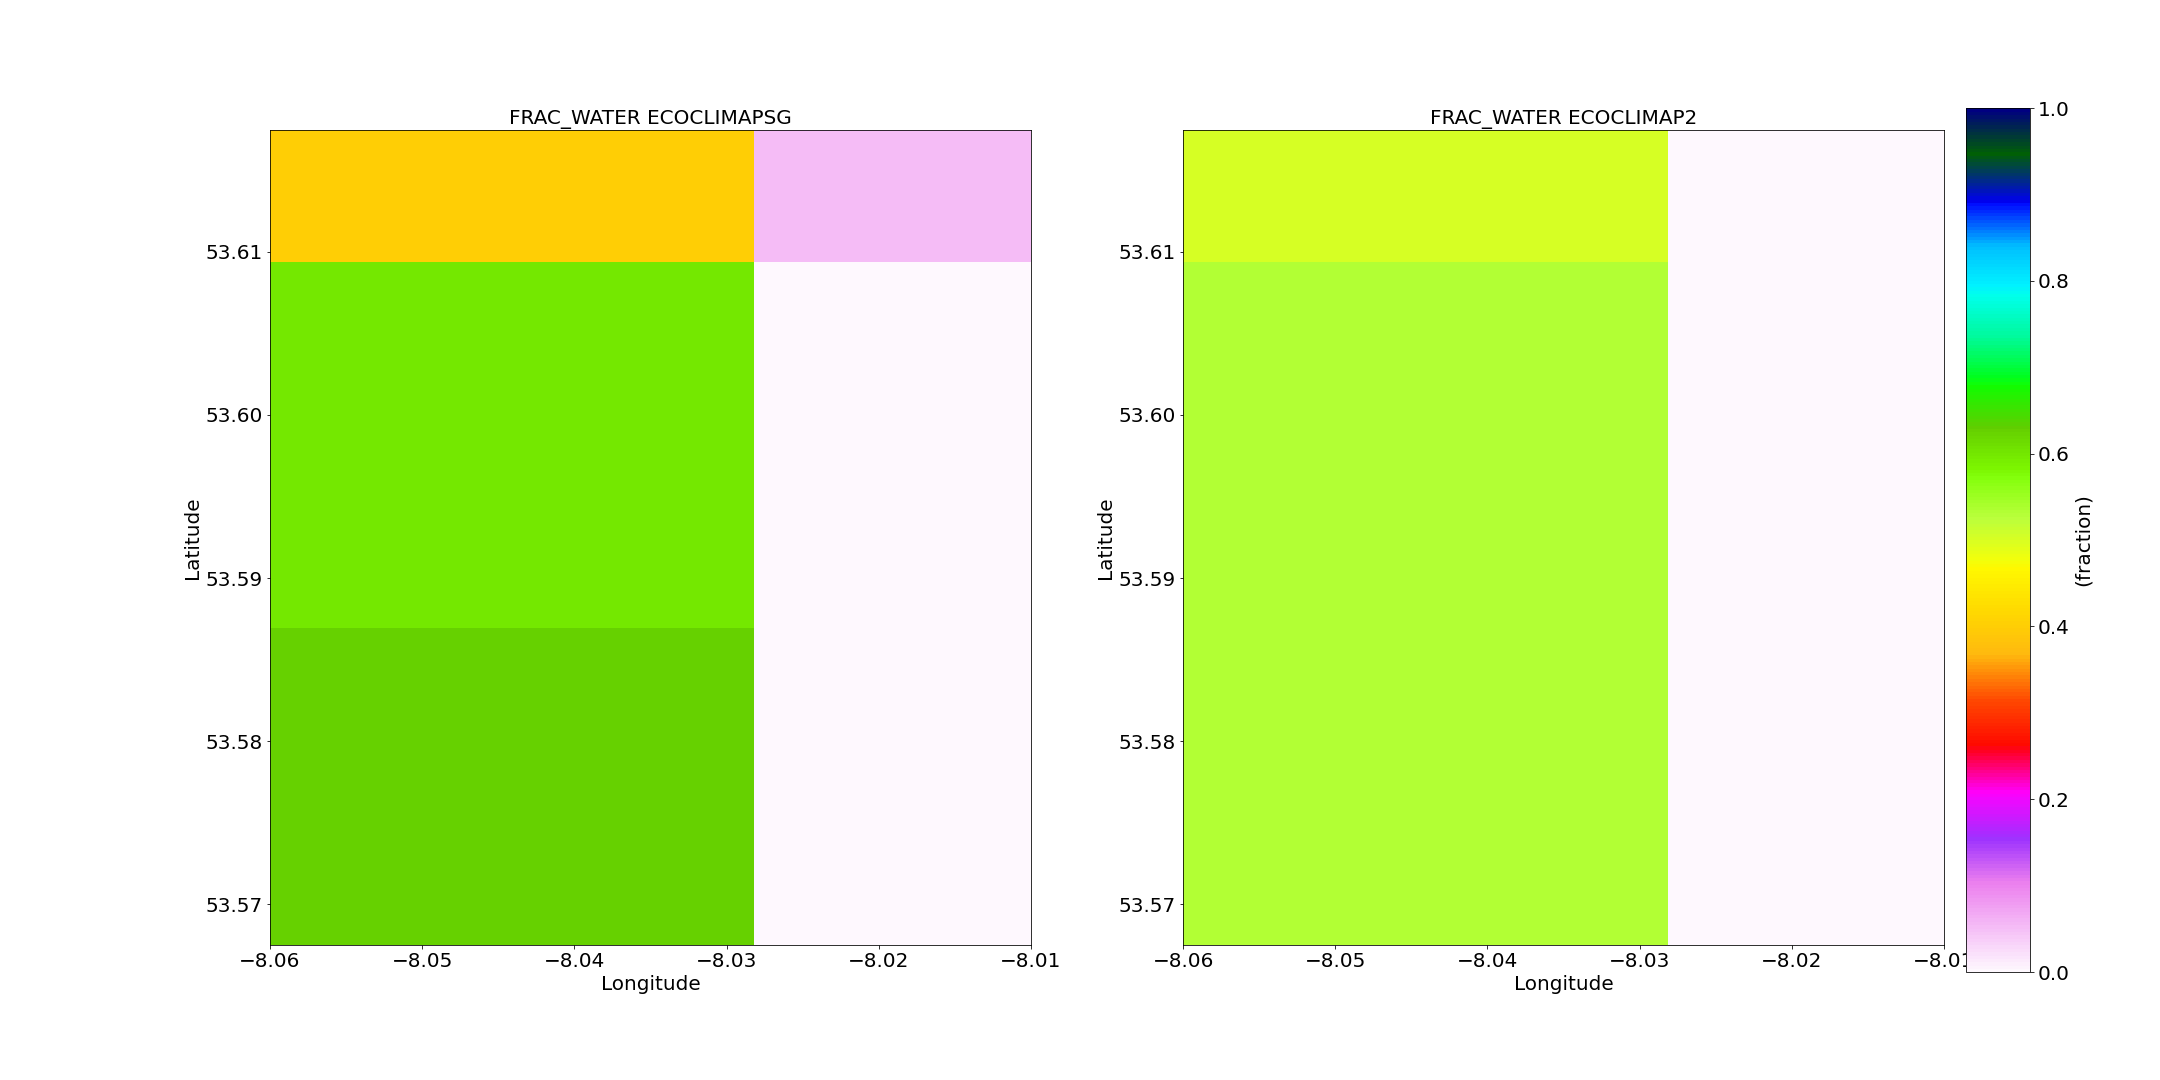 FRAC_WATER ECOCLIMAPSG
53.61
53.60
53.59
53.58
53.57
Latitude
−8.06 −8.05 −8.04 −8.03 −8.02 −8.01
Longitude
FRAC_WATER ECOCLIMAP2
53.61
53.60
53.59
53.58
53.57
Latitude
−8.06 −8.05 −8.04 −8.03 −8.02 −8.0
Longitude
1.0
0.8
0.6
0.4
0.2
0.0
(fraction)